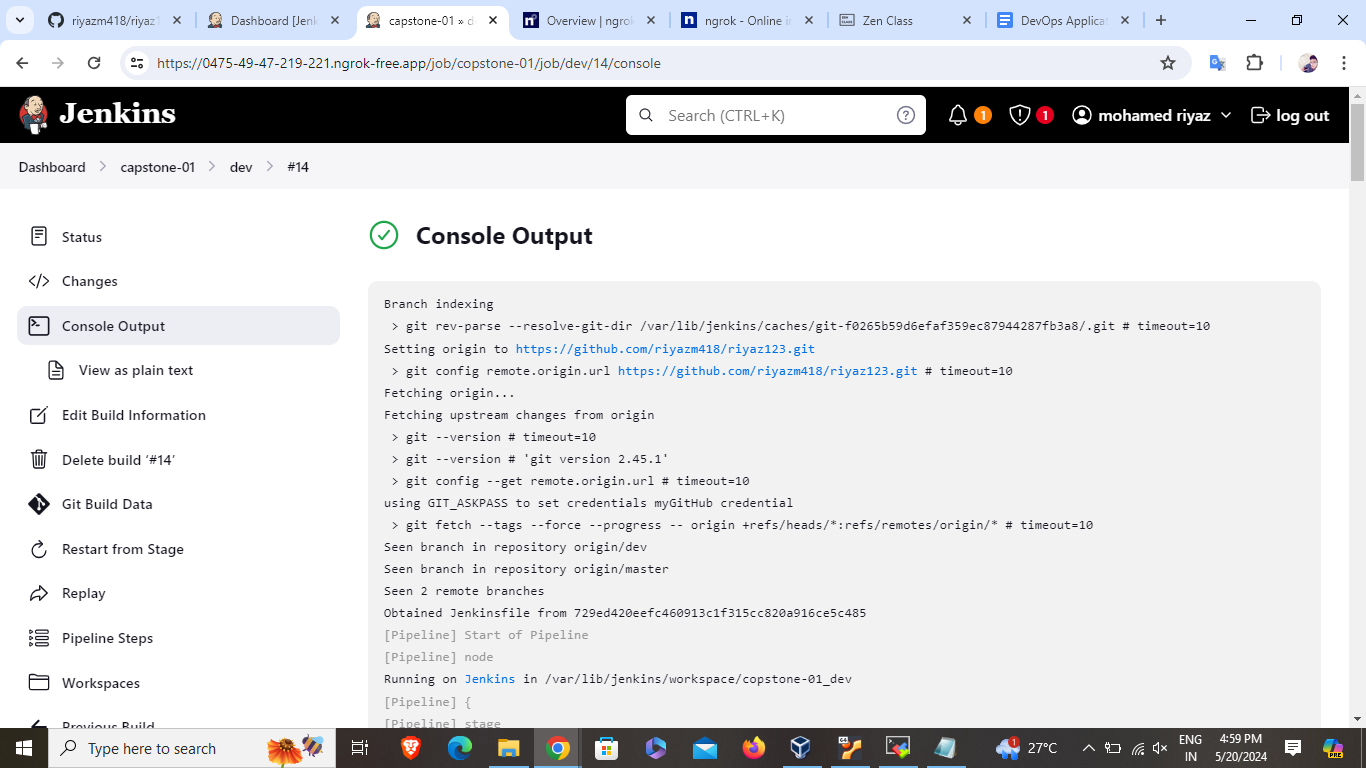 riyazm418/riyaz1
Dashboard [Jenk
capstone-01 » d
Overview | ngro
ngrok - Online i
Zen Class
DevOps Applicat
https://0475-49-47-219-221.ngrok-free.app/job/copstone-01/job/dev/14/console
Jenkins
Search (CTRL+K)
1
1
mohamed riyaz
log out
Dashboard
capstone-01
dev
#14
Status
Changes
Console Output
View as plain text
Edit Build Information
Delete build ‘#14’
Git Build Data
Restart from Stage
Replay
Pipeline Steps
Workspaces
Previous Build
Console Output
Branch indexing
> git rev-parse --resolve-git-dir /var/lib/jenkins/caches/git-f0265b59d6efaf359ec87944287fb3a8/.git # timeout=10
Setting origin to https://github.com/riyazm418/riyaz123.git
> git config remote.origin.url https://github.com/riyazm418/riyaz123.git # timeout=10
Fetching origin...
Fetching upstream changes from origin
> git --version # timeout=10
> git --version # 'git version 2.45.1'
> git config --get remote.origin.url # timeout=10
using GIT_ASKPASS to set credentials myGitHub credential
> git fetch --tags --force --progress -- origin +refs/heads/*:refs/remotes/origin/* # timeout=10
Seen branch in repository origin/dev
Seen branch in repository origin/master
Seen 2 remote branches
Obtained Jenkinsfile from 729ed420eefc460913c1f315cc820a916ce5c485
[Pipeline] Start of Pipeline
[Pipeline] node
Running on Jenkins in /var/lib/jenkins/workspace/copstone-01_dev
[Pipeline] {
[Pipeline] stage
Type here to search
27°C
ENG
IN
4:59 PM
5/20/2024